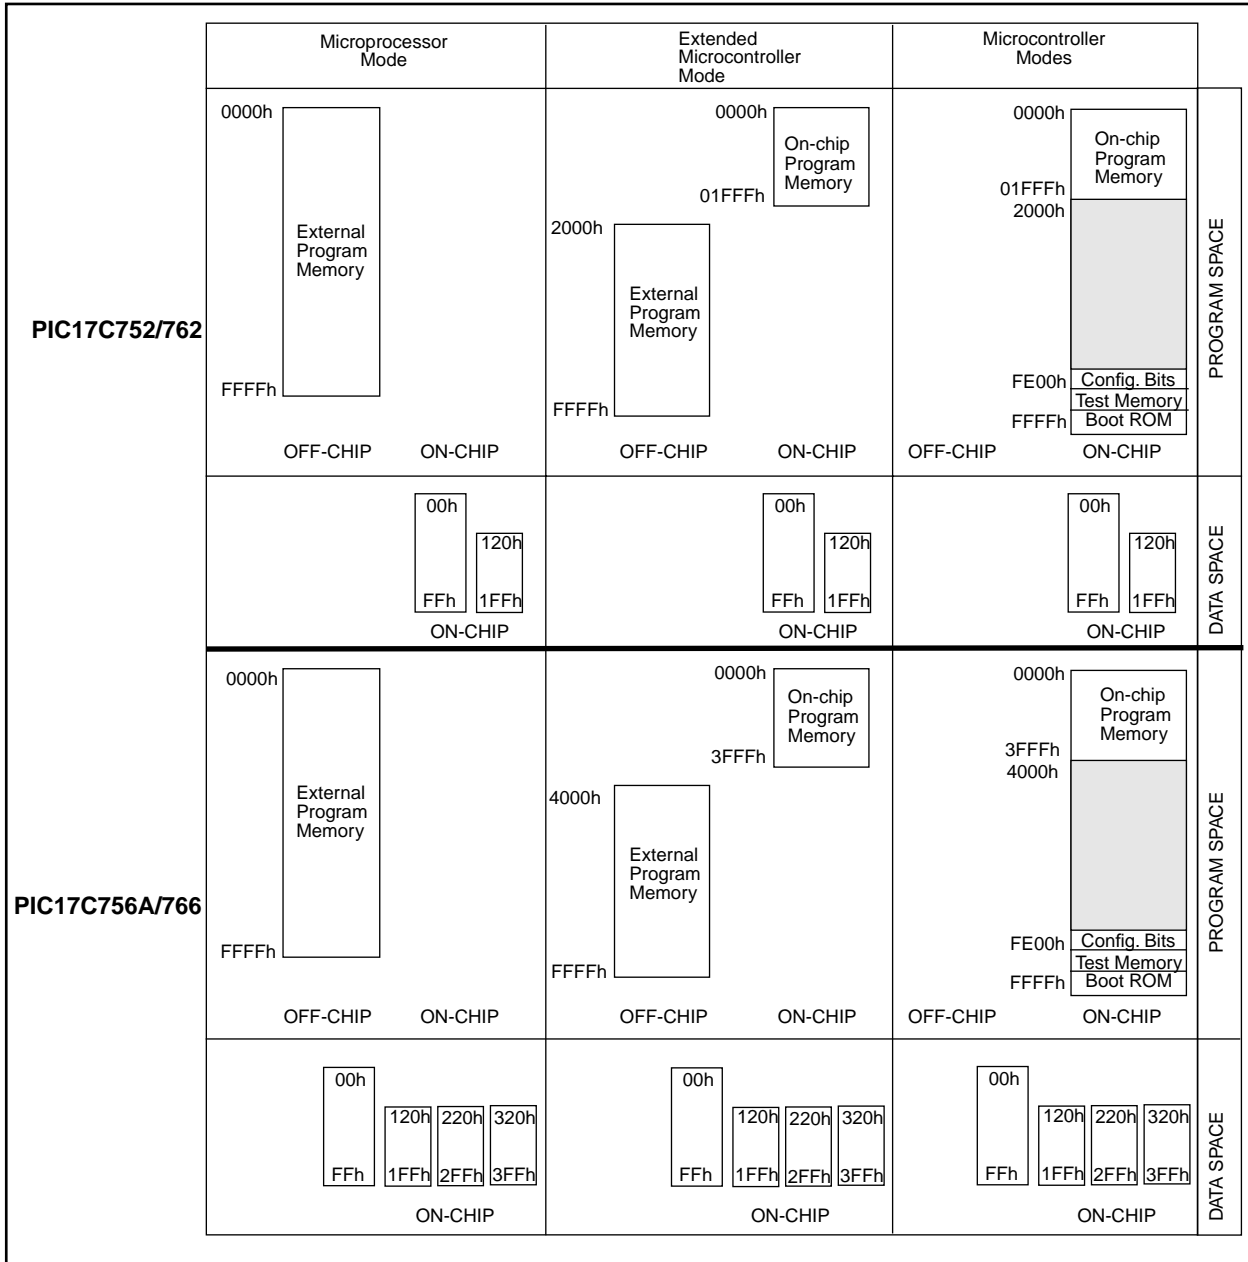 Microprocessor
Mode
Extended
Microcontroller
Mode
Microcontroller
Modes
PIC17C752/762
0000h
External
Program
Memory
FFFFh
OFF-CHIP ON-CHIP
0000h
On-chip
Program
Memory
01FFFh
2000h
External
Program
Memory
FFFFh
OFF-CHIP ON-CHIP
0000h
On-chip
Program
Memory
01FFFh
2000h
FE00h Config. Bits
Test Memory
FFFFh Boot ROM
OFF-CHIP ON-CHIP
PROGRAM SPACE
00h
120h
FFh 1FFh
ON-CHIP
00h
120h
FFh 1FFh
ON-CHIP
00h
120h
FFh 1FFh
ON-CHIP
DATA SPACE
PIC17C756A/766
0000h
External
Program
Memory
FFFFh
OFF-CHIP ON-CHIP
0000h
On-chip
Program
Memory
3FFFh
4000h
External
Program
Memory
FFFFh
OFF-CHIP ON-CHIP
0000h
On-chip
Program
Memory
3FFFh
4000h
FE00h Config. Bits
Test Memory
FFFFh Boot ROM
OFF-CHIP ON-CHIP
PROGRAM SPACE
00h
120h 220h 320h
FFh 1FFh 2FFh 3FFh
ON-CHIP
00h
120h 220h 320h
FFh 1FFh 2FFh 3FFh
ON-CHIP
00h
120h 220h 320h
FFh 1FFh 2FFh 3FFh
ON-CHIP
DATA SPACE